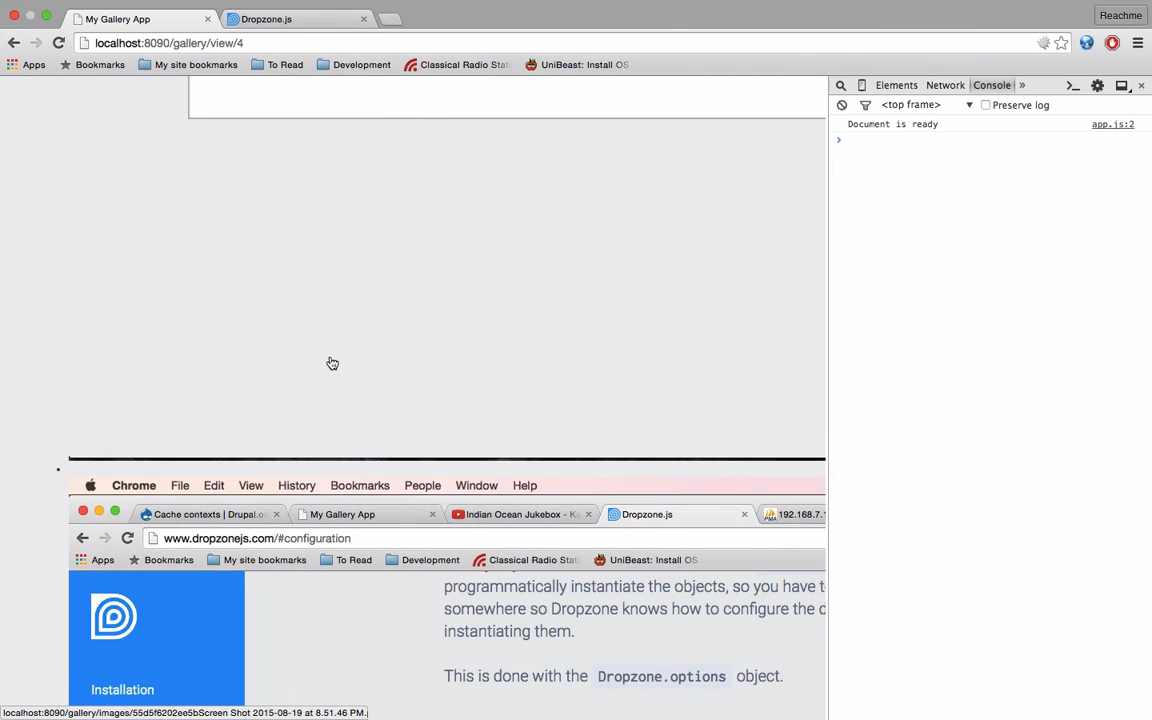 My Gallery App
Dropzone.js
Reachme
localhost:8090/gallery/view/4
Apps
Bookmarks
My site bookmarks
To Read
Development
Classical Radio Stati
UniBeast: Install OS
Elements
Network
Console
»
<top frame>
Preserve log
Document is ready
app.js:2
Chrome
File
Edit
View
History
Bookmarks
People
Window
Help
Cache contexts | Drupal.or
My Gallery App
Indian Ocean Jukebox - Ka
Dropzone.js
192.168.7.1
www.dropzonejs.com/#configuration
Apps
Bookmarks
My site bookmarks
To Read
Development
Classical Radio Stati
UniBeast: Install OS
programmatically instantiate the objects, so you have to
somewhere so Dropzone knows how to configure the d
instantiating them.
This is done with the Dropzone.options object.
Installation
localhost:8090/gallery/images/55d5f6202ee5bScreen Shot 2015-08-19 at 8.51.46 PM.